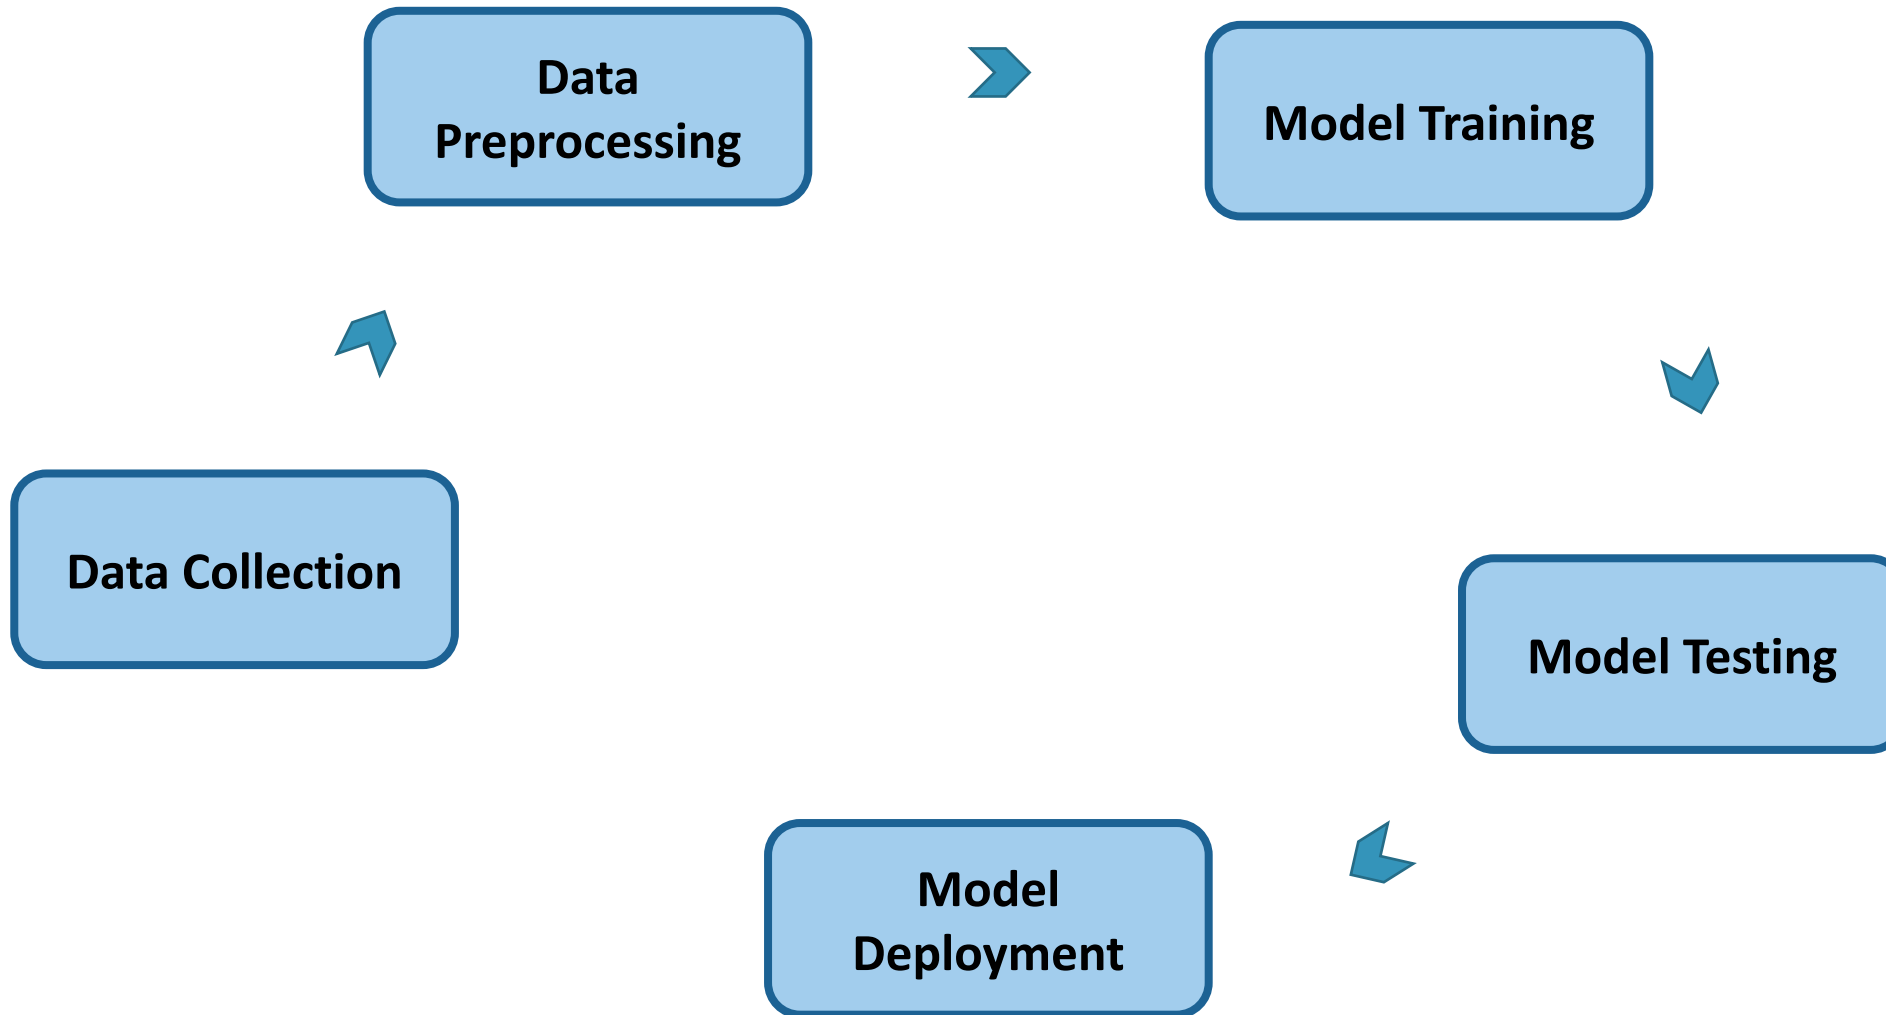 Data
Preprocessing
Model Training
Data Collection
Model Testing
Model
Deployment